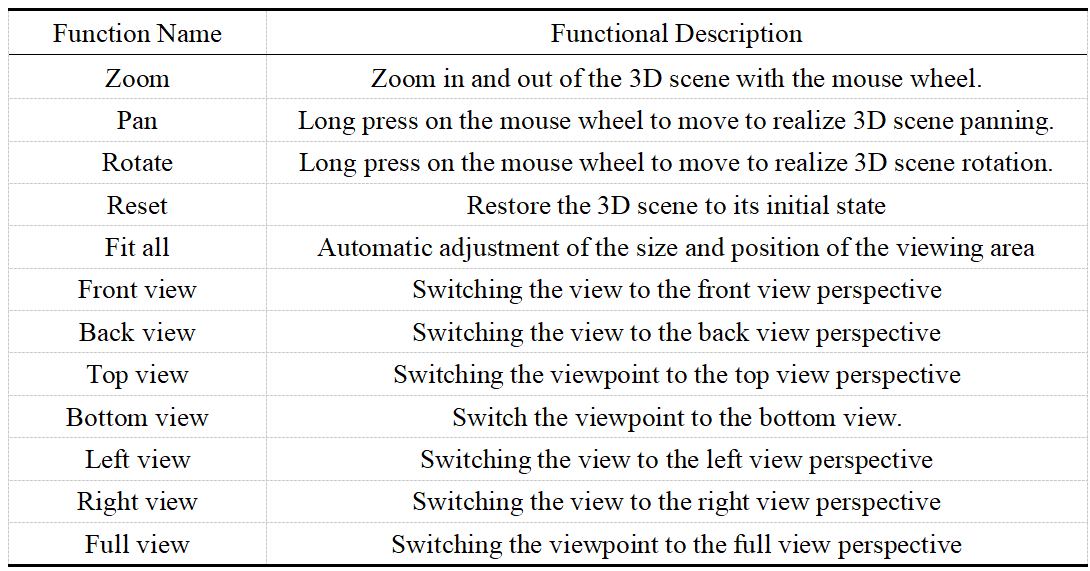 Function Name Functional Description
Zoom Zoom in and out of the 3D scene with the mouse wheel.
Pan Long press on the mouse wheel to move to realize 3D scene panning.
Rotate Long press on the mouse wheel to move to realize 3D scene rotation.
Reset Restore the 3D scene to its initial state
Fit all Automatic adjustment of the size and position of the viewing area
Front view Switching the view to the front view perspective
Back view Switching the view to the back view perspective
Top view Switching the viewpoint to the top view perspective
Bottom view Switch the viewpoint to the bottom view.
Left view Switching the view to the left view perspective
Right view Switching the view to the right view perspective
Full view Switching the viewpoint to the full view perspective